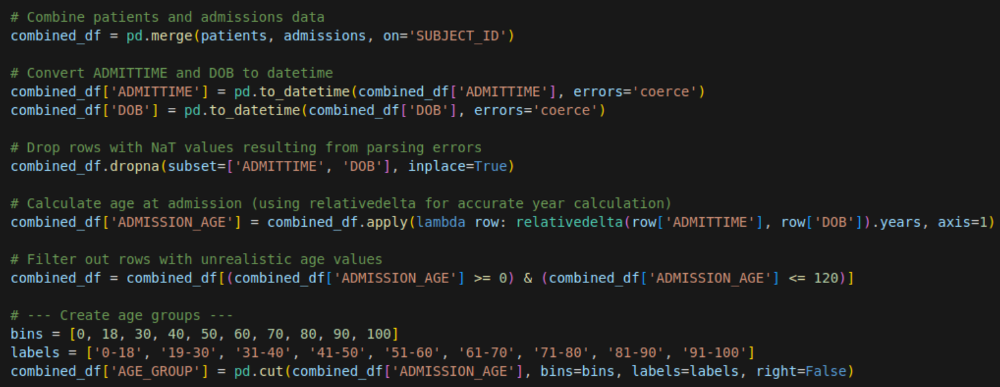 # Combine patients and admissions data
combined_df = pd.merge(patients, admissions, on='SUBJECT_ID')
# Convert ADMITTIME and DOB to datetime
combined_df['ADMITTIME'] = pd.to_datetime(combined_df['ADMITTIME'], errors='coerce')
combined_df['DOB'] = pd.to_datetime(combined_df['DOB'], errors='coerce')
# Drop rows with NaT values resulting from parsing errors
combined_df.dropna(subset=['ADMITTIME', 'DOB'], inplace=True)
# Calculate age at admission (using relativedelta for accurate year calculation)
combined_df['ADMISSION_AGE'] = combined_df.apply(lambda row: relativedelta(row['ADMITTIME'], row['DOB']).years, axis=1)
# Filter out rows with unrealistic age values
combined_df = combined_df[(combined_df['ADMISSION_AGE'] >= 0) & (combined_df['ADMISSION_AGE'] <= 120)]
# --- Create age groups ---
bins = [0, 18, 30, 40, 50, 60, 70, 80, 90, 100]
labels = ['0-18', '19-30', '31-40', '41-50', '51-60', '61-70', '71-80', '81-90', '91-100']
combined_df['AGE_GROUP'] = pd.cut(combined_df['ADMISSION_AGE'], bins=bins, labels=labels, right=False)